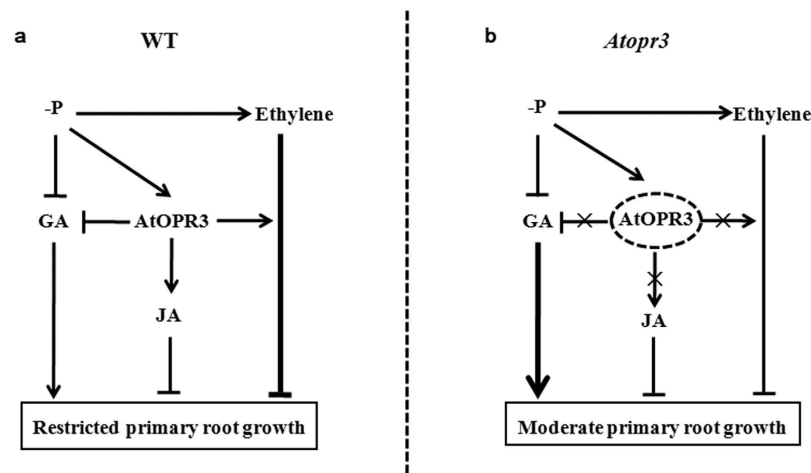 a
WT
-P
Ethylene
GA
AtOPR3
JA
Restricted primary root growth
b
Atopr3
-P
Ethylene
GA
AtOPR3
JA
Moderate primary root growth